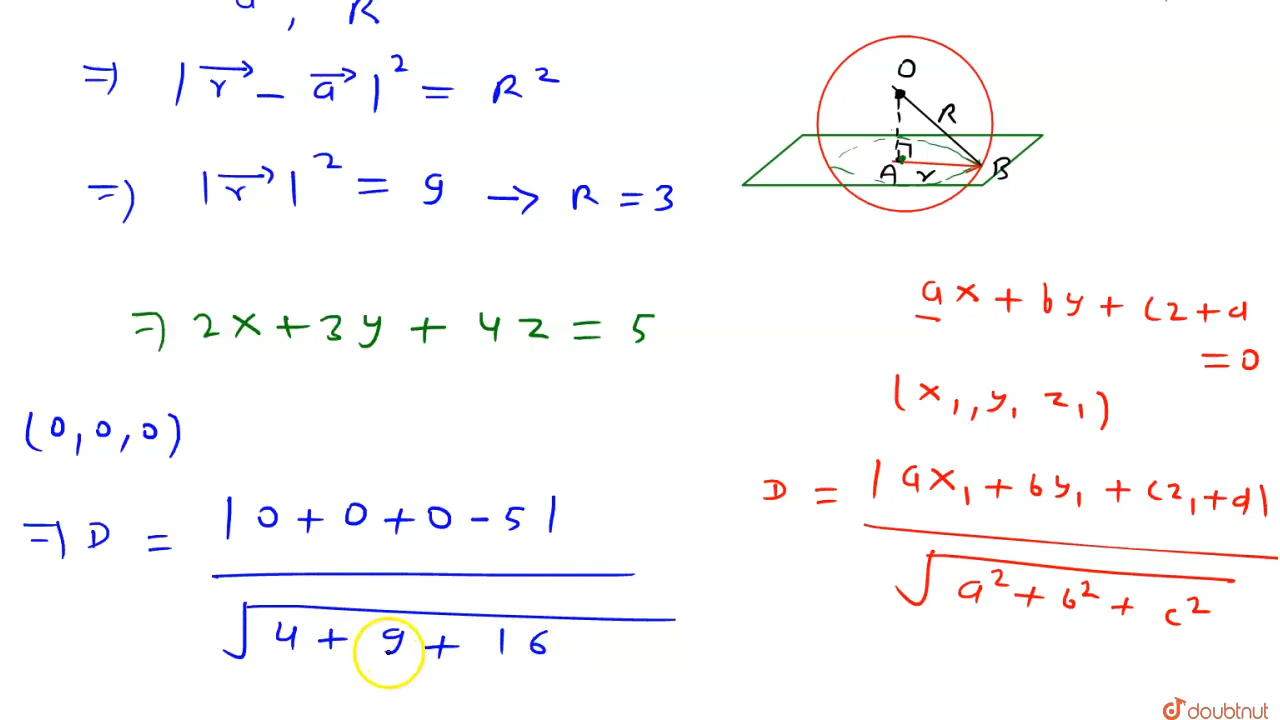 a , R
⇒ |r⃗ - a⃗|² = R²
⇒ |r⃗|² = 9 → R = 3
⇒ 2x + 3y + 4z = 5
(0, 0, 0)
⇒ D = |0 + 0 + 0 - 5|
√4 + 9 + 16
O
R
A
r
B
ax + by + cz + d
= 0
(x₁, y₁ z₁)
D = |ax₁ + by₁ + cz₁ + d|
√a² + b² + c²
doubtnut